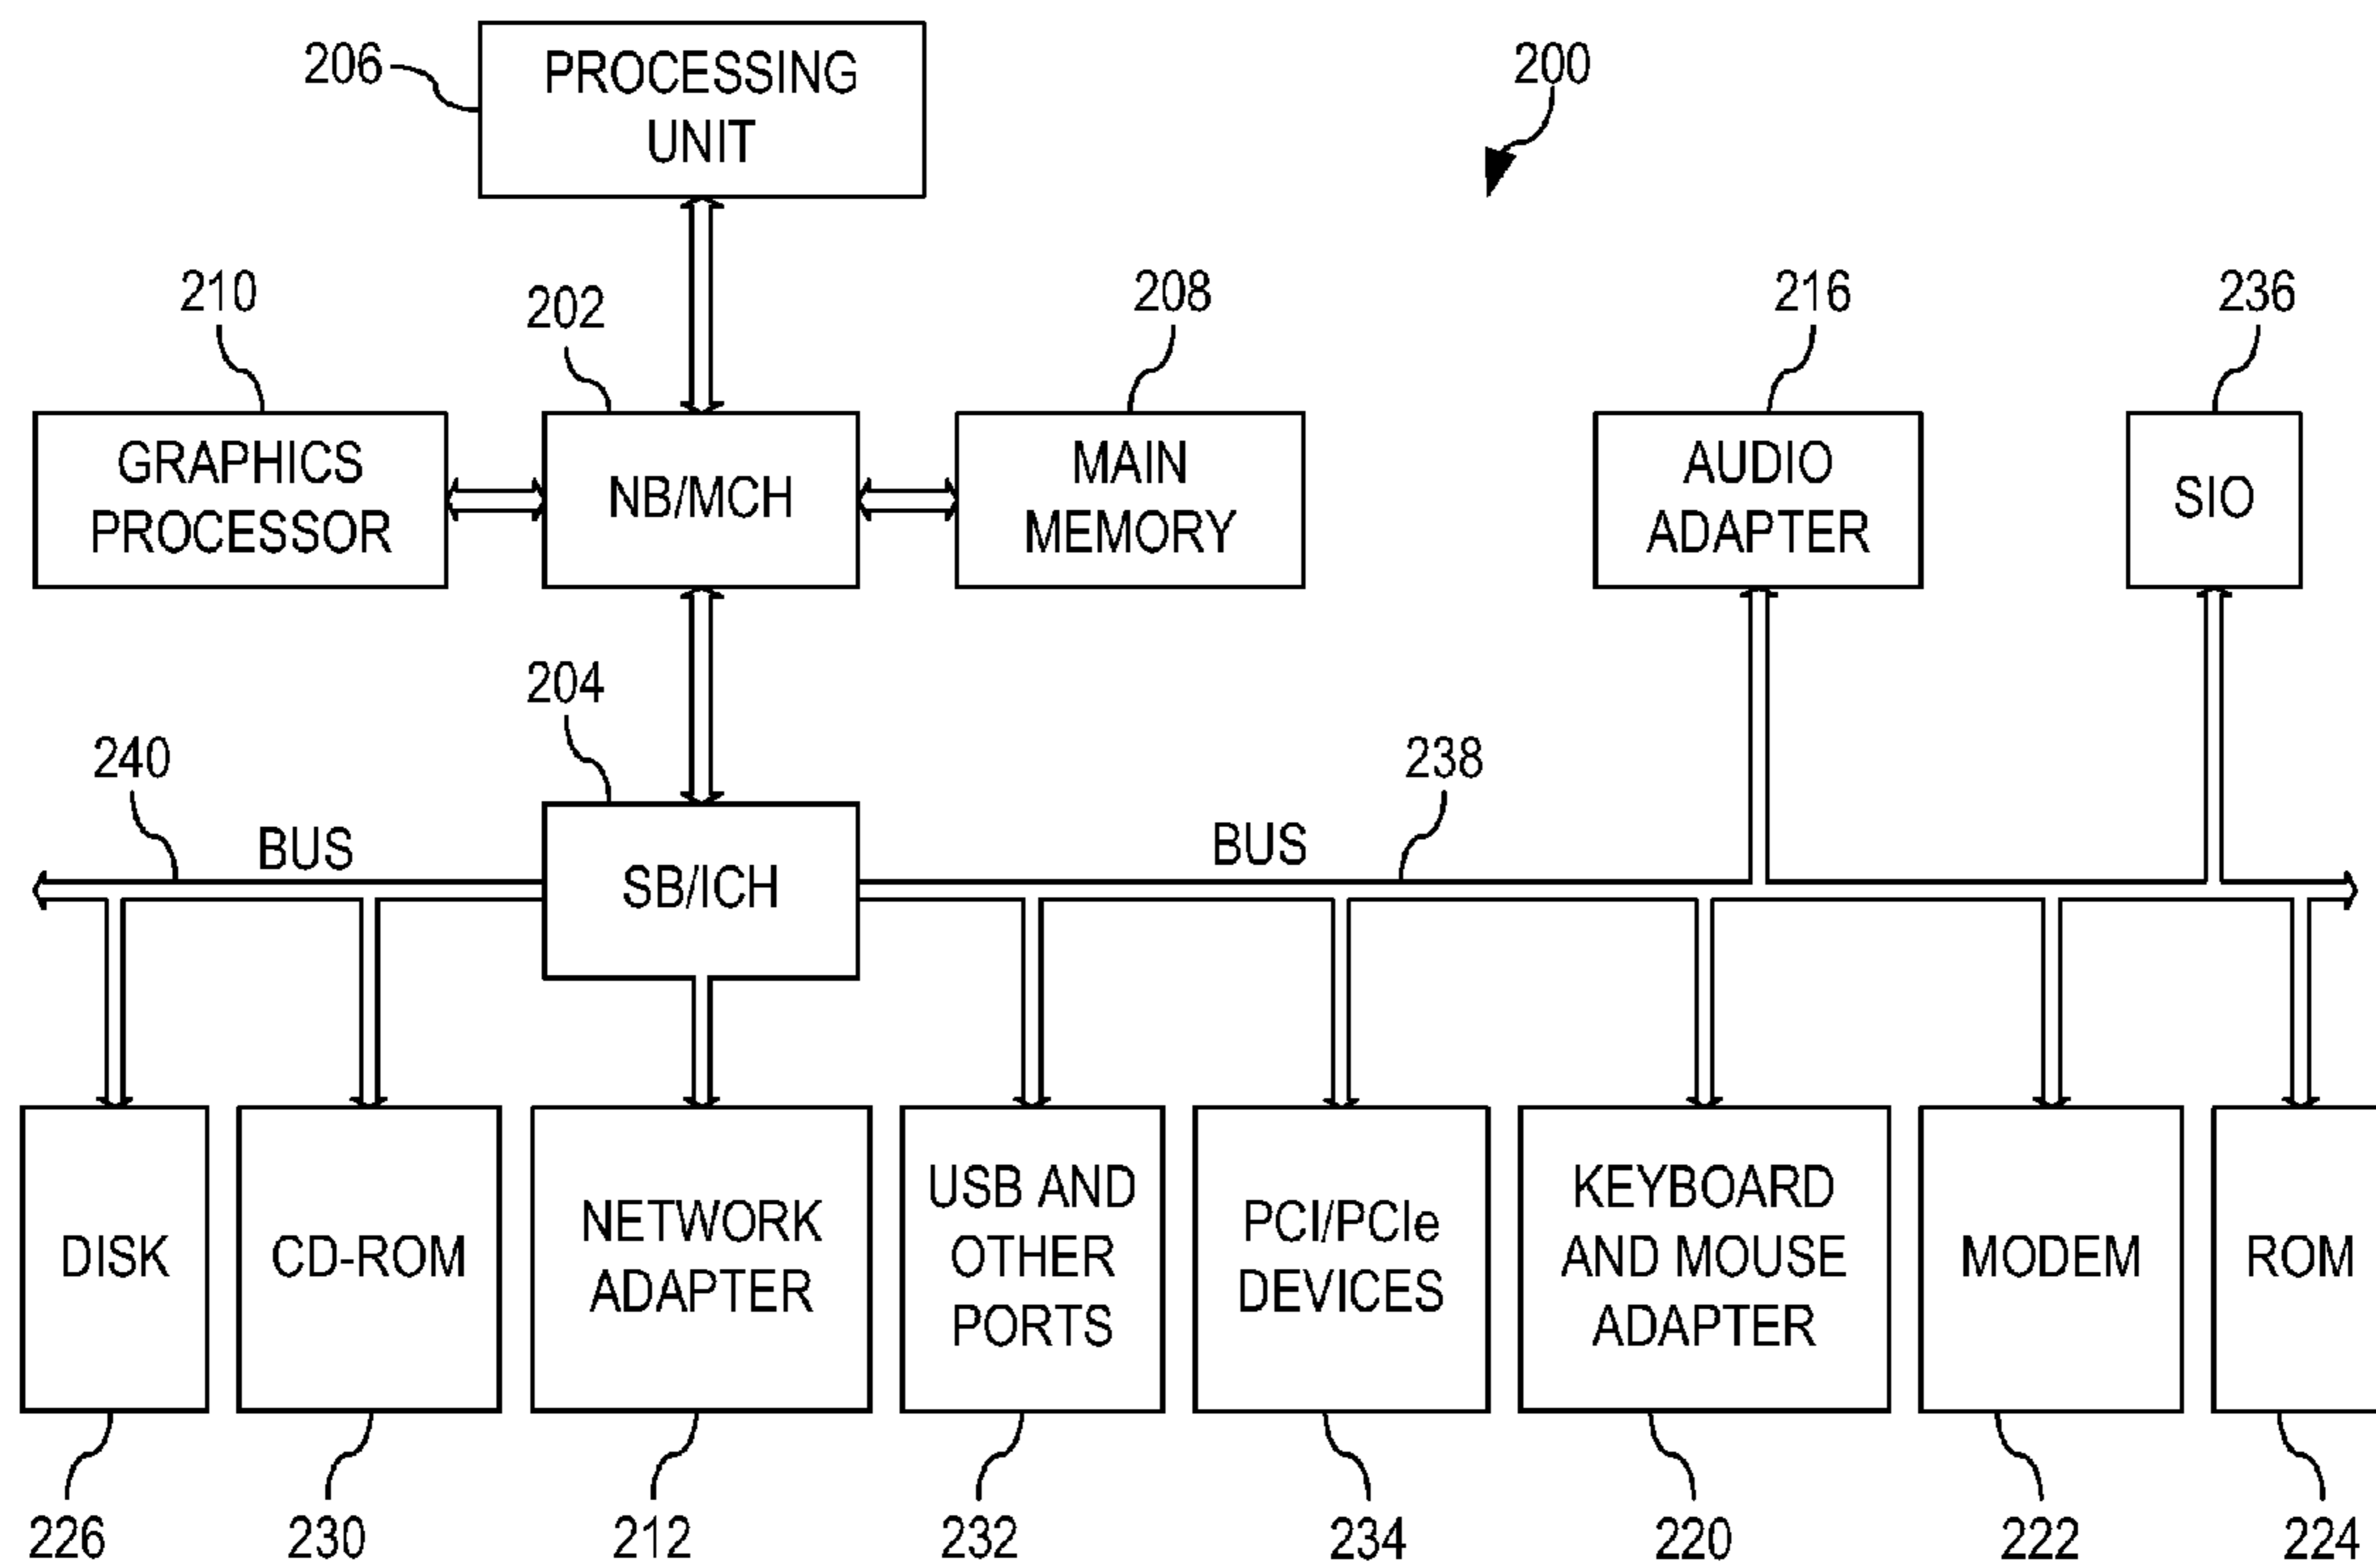 206
PROCESSING
UNIT
200
210
202
208
216
236
GRAPHICS
PROCESSOR
NB/MCH
MAIN
MEMORY
AUDIO
ADAPTER
SIO
204
240
BUS
SB/ICH
BUS
238
DISK
CD-ROM
NETWORK
ADAPTER
USB AND
OTHER
PORTS
PCI/PCIe
DEVICES
KEYBOARD
AND MOUSE
ADAPTER
MODEM
ROM
226
230
212
232
234
220
222
224